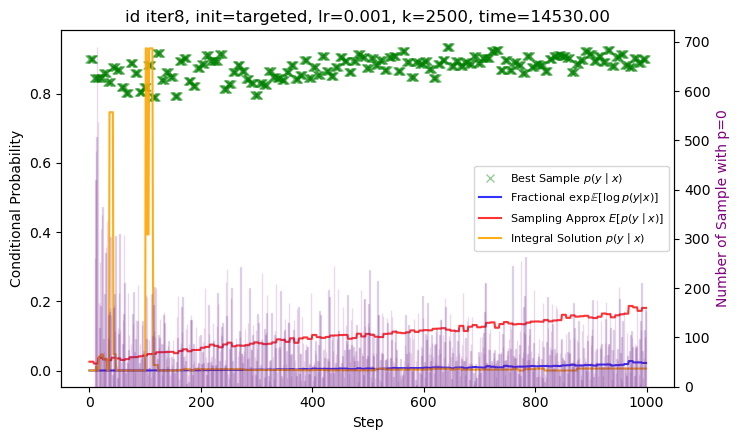 id iter8, init=targeted, lr=0.001, k=2500, time=14530.00
Conditional Probability
0.8
0.6
0.4
0.2
0.0
700
600
500
400
300
200
100
0
Number of Sample with p=0
Best Sample p(y | x)
Fractional exp𝔼[log p(y|x)]
Sampling Approx E[p(y | x)]
Integral Solution p(y | x)
0
200
400
600
800
1000
Step